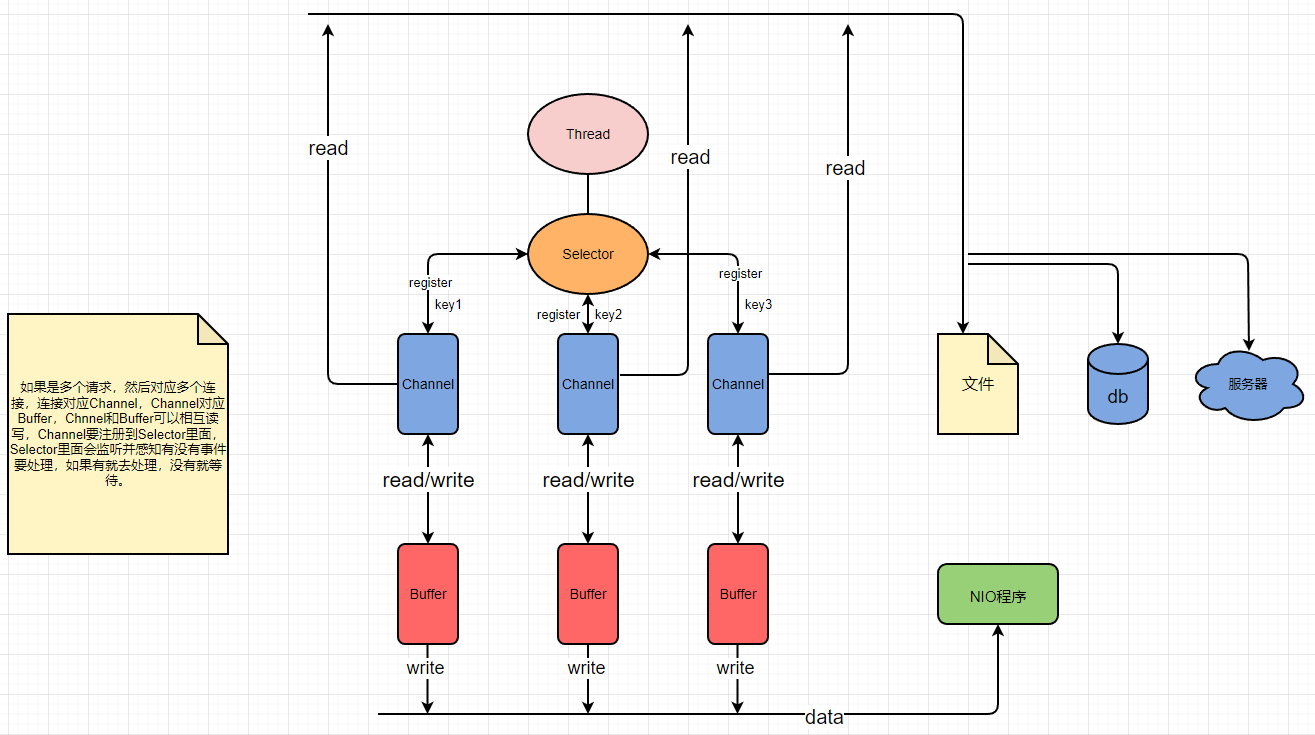 Thread
read
read
read
Selector
register
key1
register
key2
register
key3
Channel
Channel
Channel
如果是多个请求，然后对应多个连
接，连接对应Channel，Channel对应
Buffer，Chnnel和Buffer可以相互读
写，Channel要注册到Selector里面，
Selector里面会监听并感知有没有事件
要处理，如果有就去处理，没有就等
待。
文件
db
服务器
read/write
read/write
read/write
Buffer
Buffer
Buffer
NIO程序
write
write
write
data